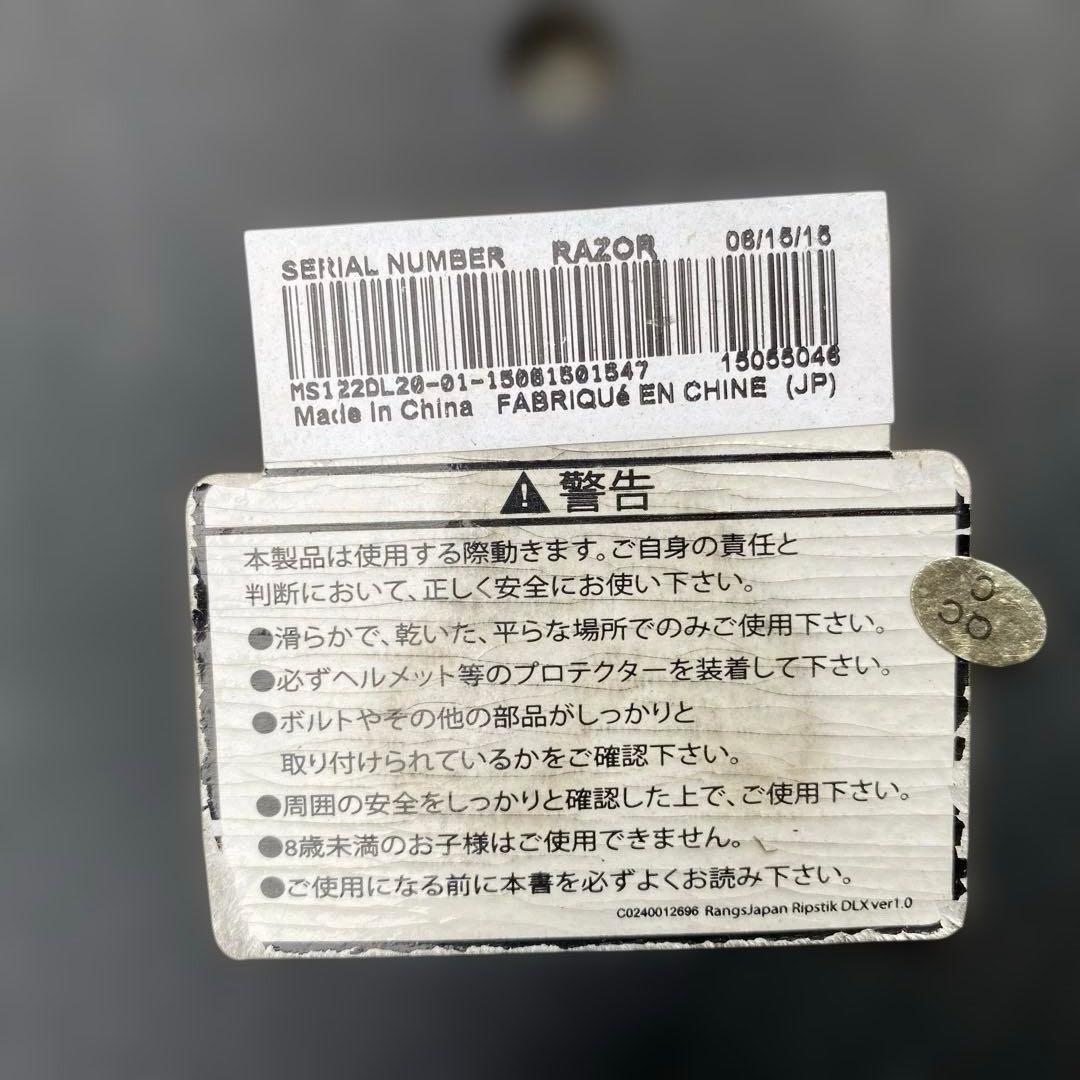 SERIAL NUMBER RAZOR 06/15/15
15055046
MS122DL20-01-15061501547
Made in China FABRIQUé EN CHINE (JP)
警告
本製品は使用する際動きます。ご自身の責任と
判断において、正しく安全にお使い下さい。
●滑らかで、乾いた、平らな場所でのみご使用下さい。
●必ずヘルメット等のプロテクターを装着して下さい。
●ボルトやその他の部品がしっかりと
取り付けられているかをご確認下さい。
●周囲の安全をしっかりと確認した上で、ご使用下さい。
●8歳未満のお子様はご使用できません。
●ご使用になる前に本書を必ずよくお読み下さい。
C0240012696 RangsJapan Ripstik DLX ver1.0